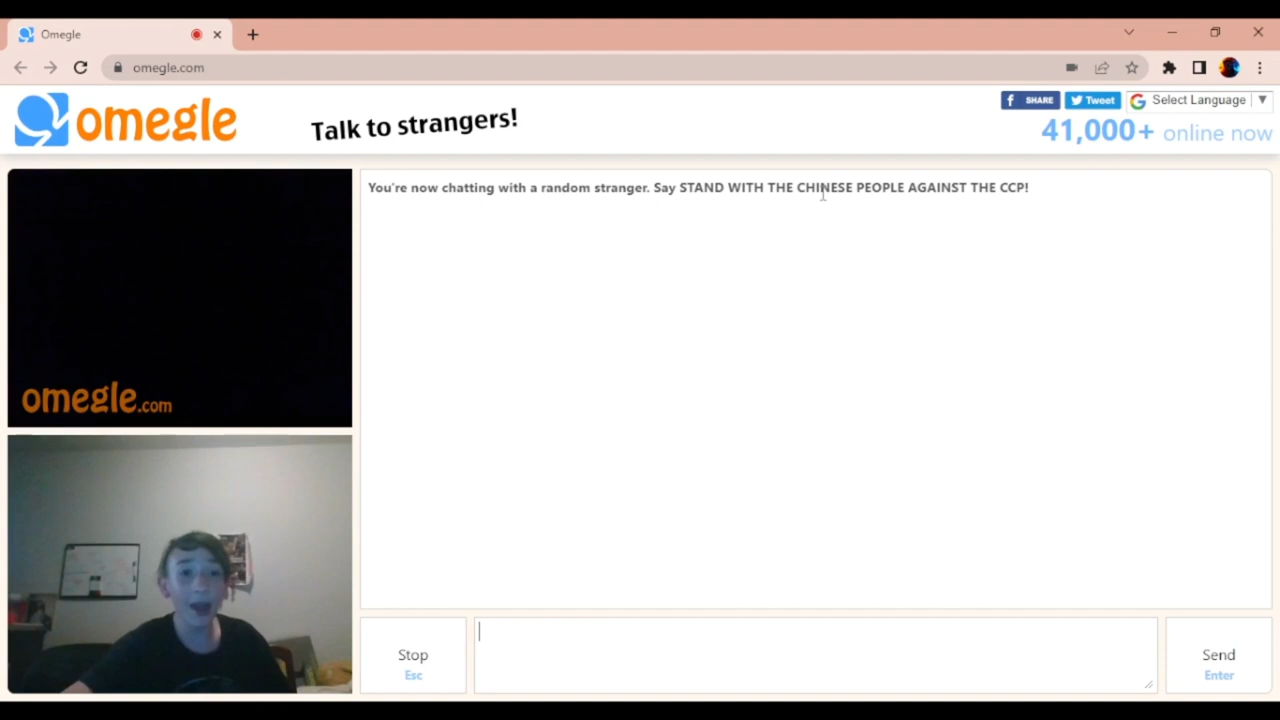 Omegle
omegle.com
omegle
Talk to strangers!
SHARE
Tweet
Select Language
41,000+ online now
You're now chatting with a random stranger. Say STAND WITH THE CHINESE PEOPLE AGAINST THE CCP!
omegle.com
Stop
Esc
Send
Enter